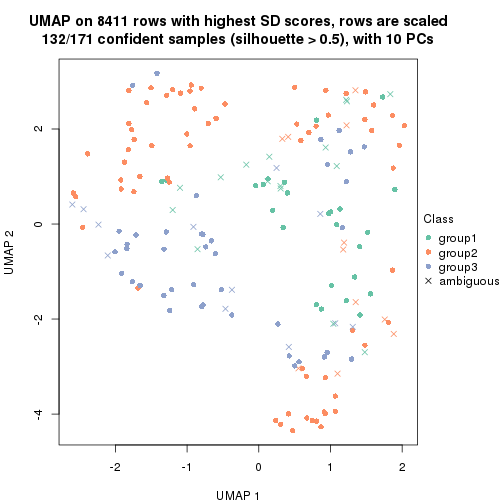 UMAP on 8411 rows with highest SD scores, rows are scaled
132/171 confident samples (silhouette > 0.5), with 10 PCs
2
0
-2
-4
UMAP 2
-2
-1
0
1
2
UMAP 1
Class
group1
group2
group3
ambiguous